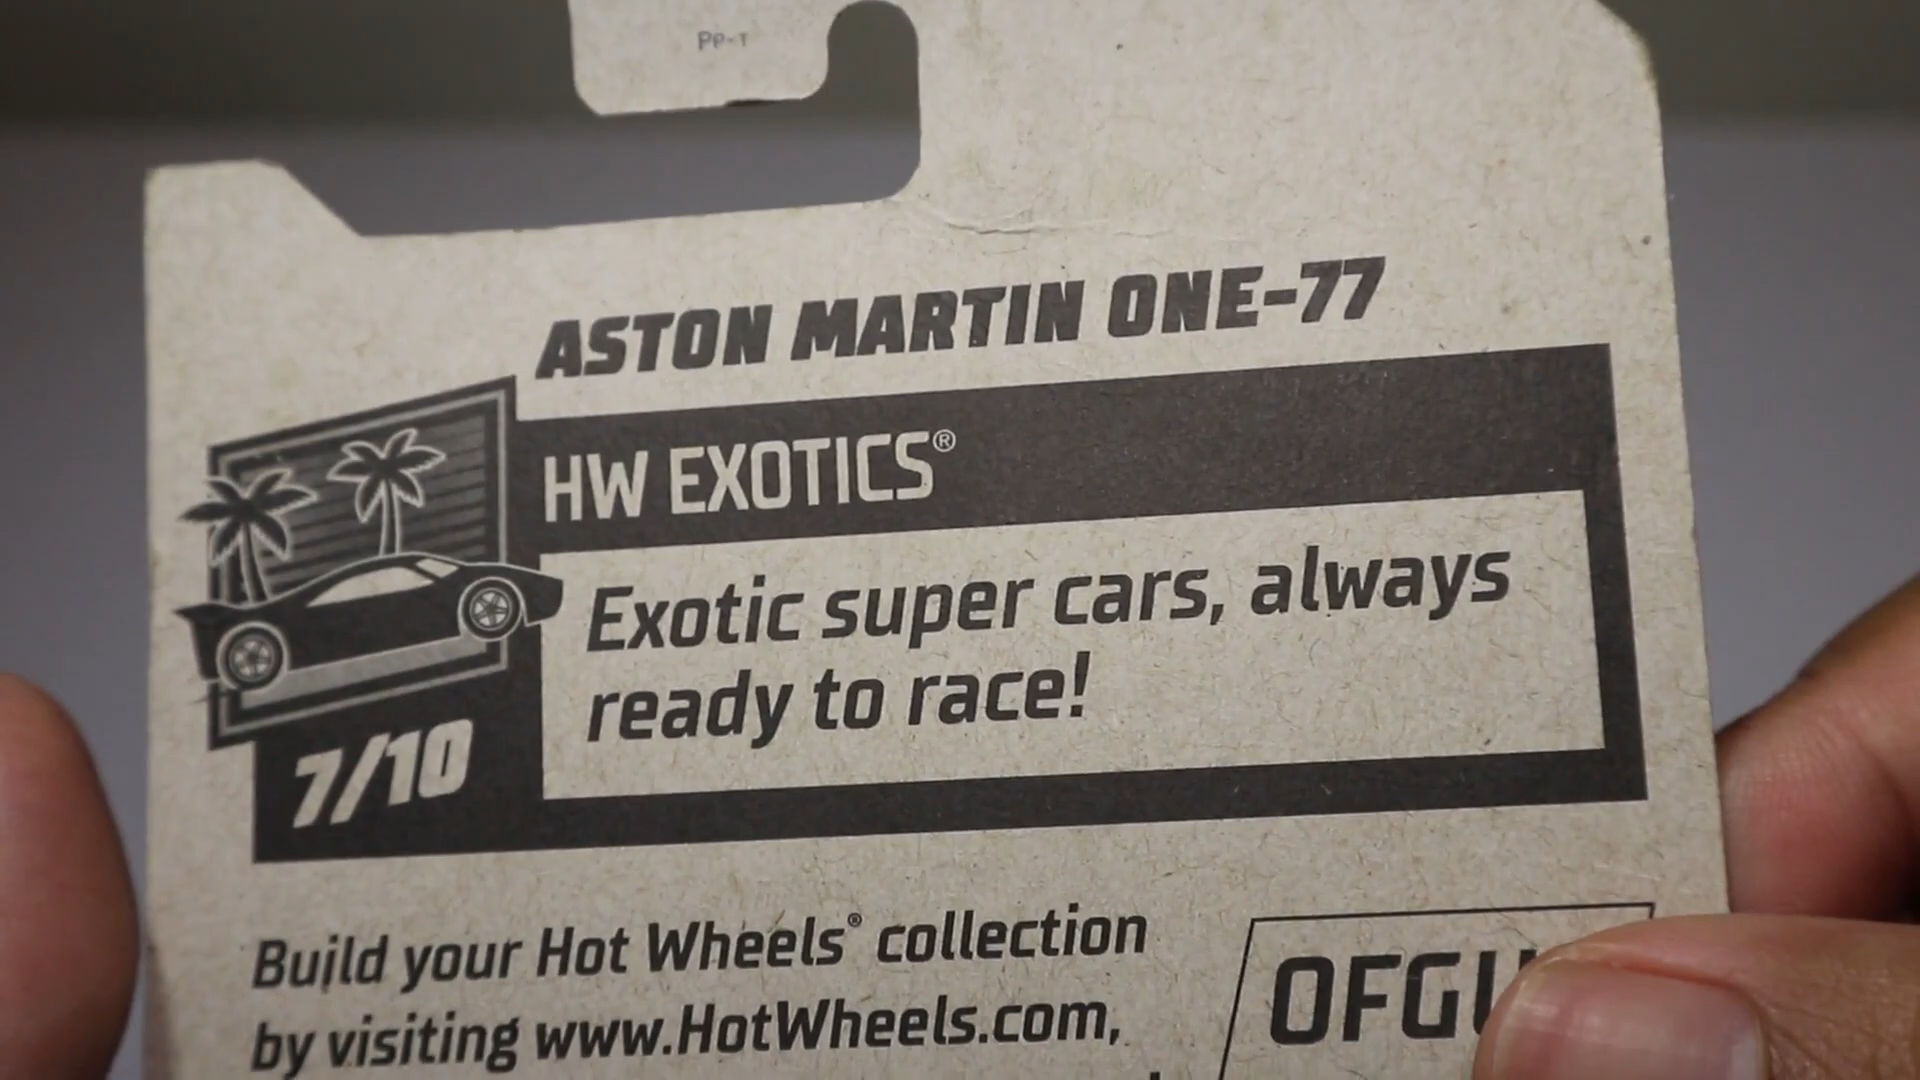 PP-T
ASTON MARTIN ONE-77
HW EXOTICS®
Exotic super cars, always
ready to race!
7/10
Build your Hot Wheels® collection
by visiting www.HotWheels.com,